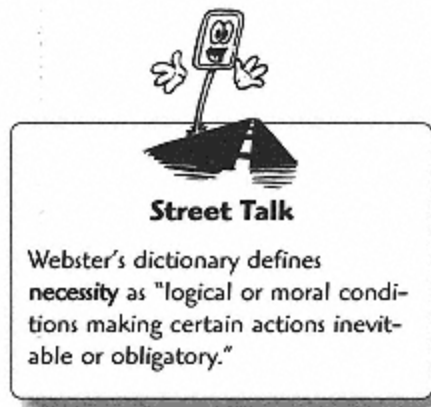 Street Talk
Webster's dictionary defines
necessity as "logical or moral condi-
tions making certain actions inevit-
able or obligatory."